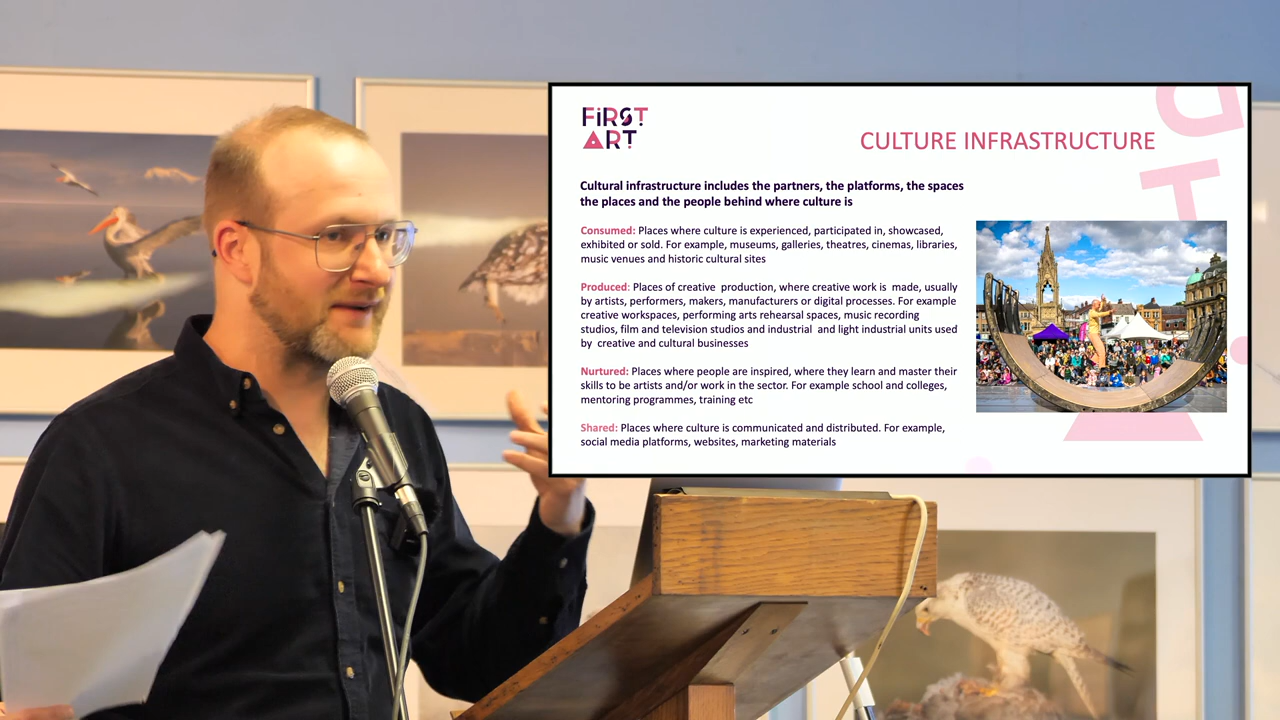 FiRST
ART
CULTURE INFRASTRUCTURE
Cultural infrastructure includes the partners, the platforms, the spaces
the places and the people behind where culture is
Consumed: Places where culture is experienced, participated in, showcased,
exhibited or sold. For example, museums, galleries, theatres, cinemas, libraries,
music venues and historic cultural sites
Produced: Places of creative production, where creative work is made, usually
by artists, performers, makers, manufacturers or digital processes. For example
creative workspaces, performing arts rehearsal spaces, music recording
studios, film and television studios and industrial and light industrial units used
by creative and cultural businesses
Nurtured: Places where people are inspired, where they learn and master their
skills to be artists and/or work in the sector. For example school and colleges,
mentoring programmes, training etc
Shared: Places where culture is communicated and distributed. For example,
social media platforms, websites, marketing materials